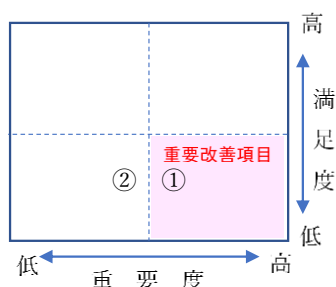 高
満足度
重要改善項目
② ①
低
低 高
重 要 度